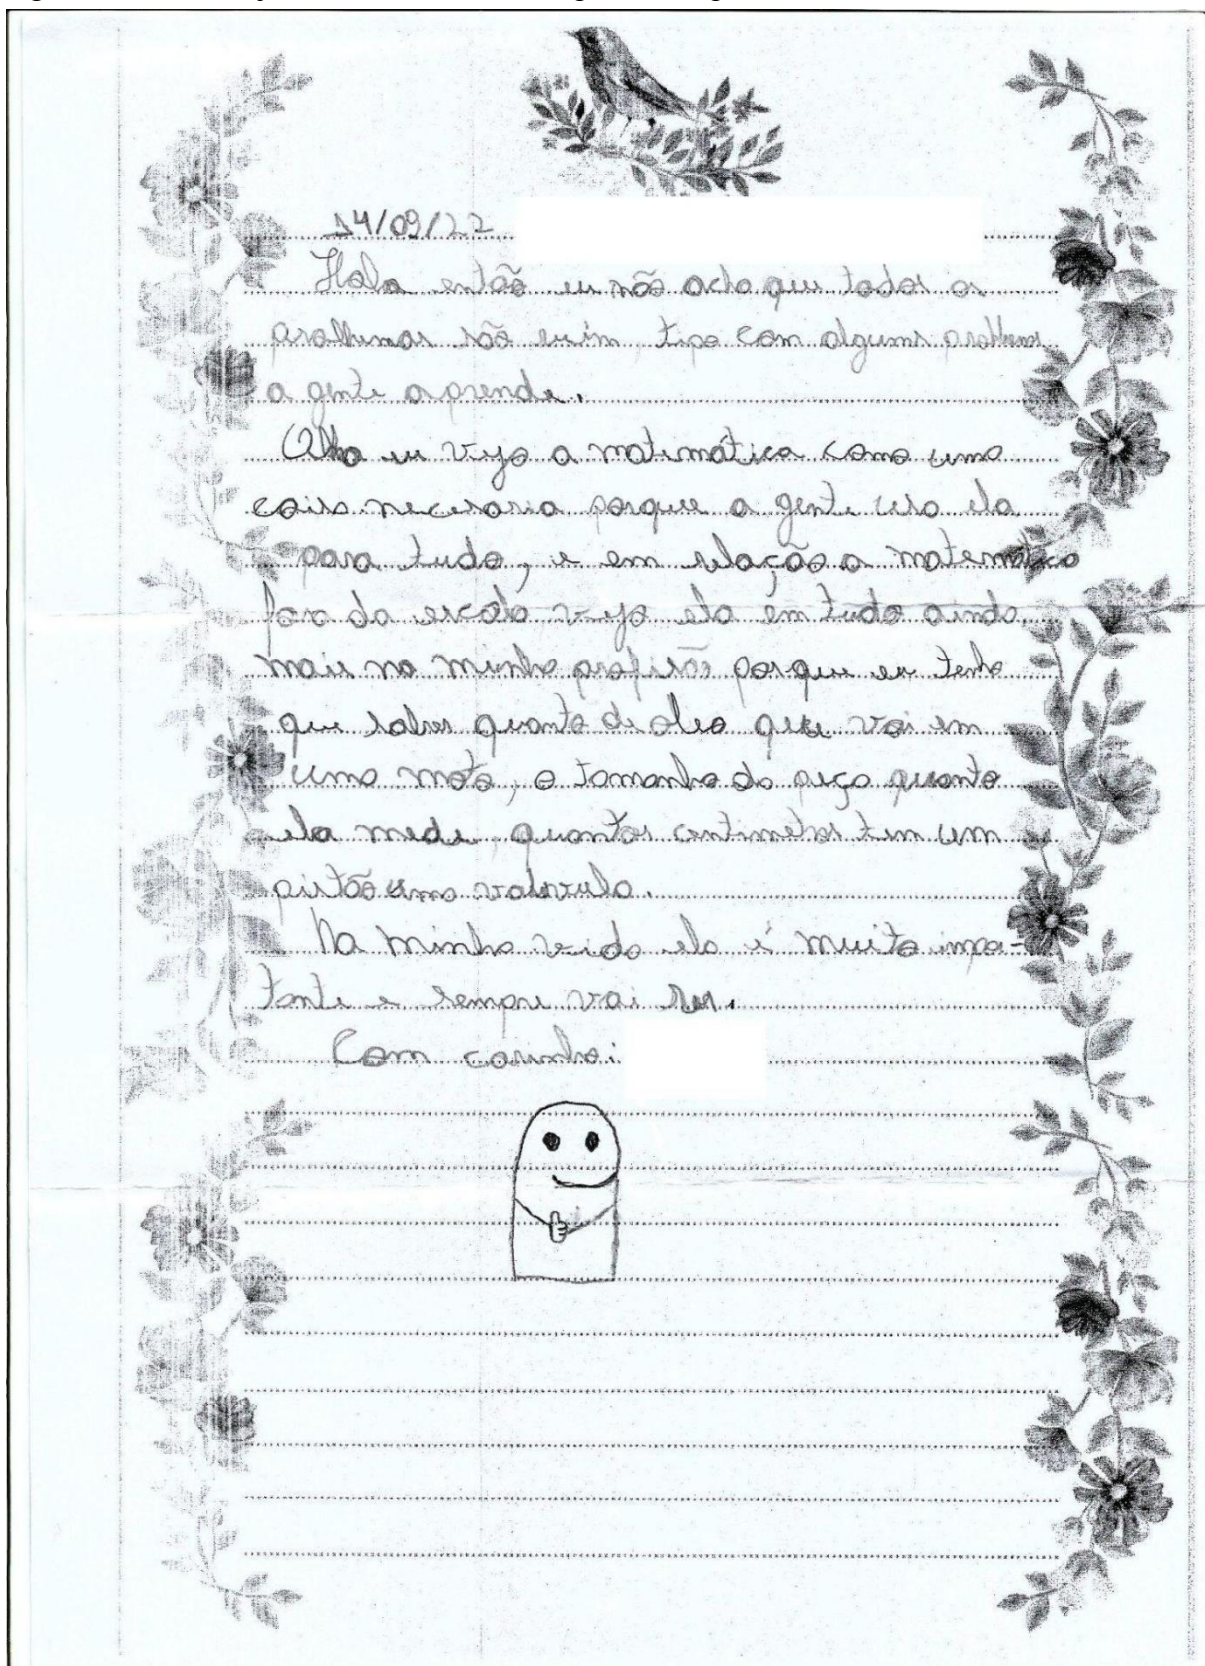 14/09/22
Hola então eu não acho que todos os
problemas são ruim, tipo com alguns problemas
a gente aprende.
Olha eu vejo a matemática como uma
coisa necesaria porque a gente usa ela
para tudo, e em relação a matemática
fora da escola vejo ela em tudo ainda
mais na minha profisão porque eu tenho
que saber quanto de oleo que vai em
uma moto, o tamanho da peça quanto
ela mede, quantos centimetros tem um
pistão uma valvula.
Na minha vida ela é muito impo-
tante e sempre vai ser.
Com carinho: